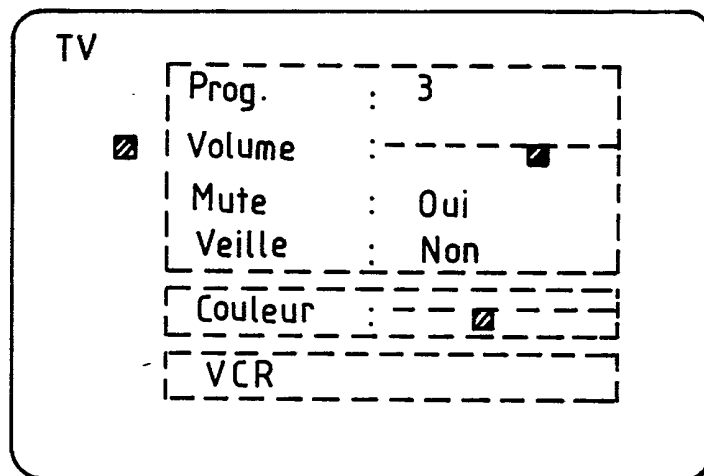 TV
Prog. : 3
Volume :
Mute : Oui
Veille : Non
Couleur :
VCR